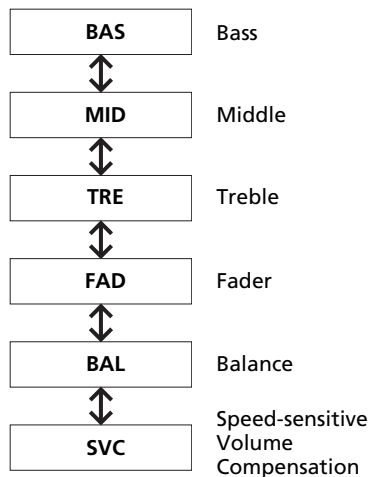 BAS Bass
MID Middle
TRE Treble
FAD Fader
BAL Balance
Speed-sensitive
SVC Volume
Compensation